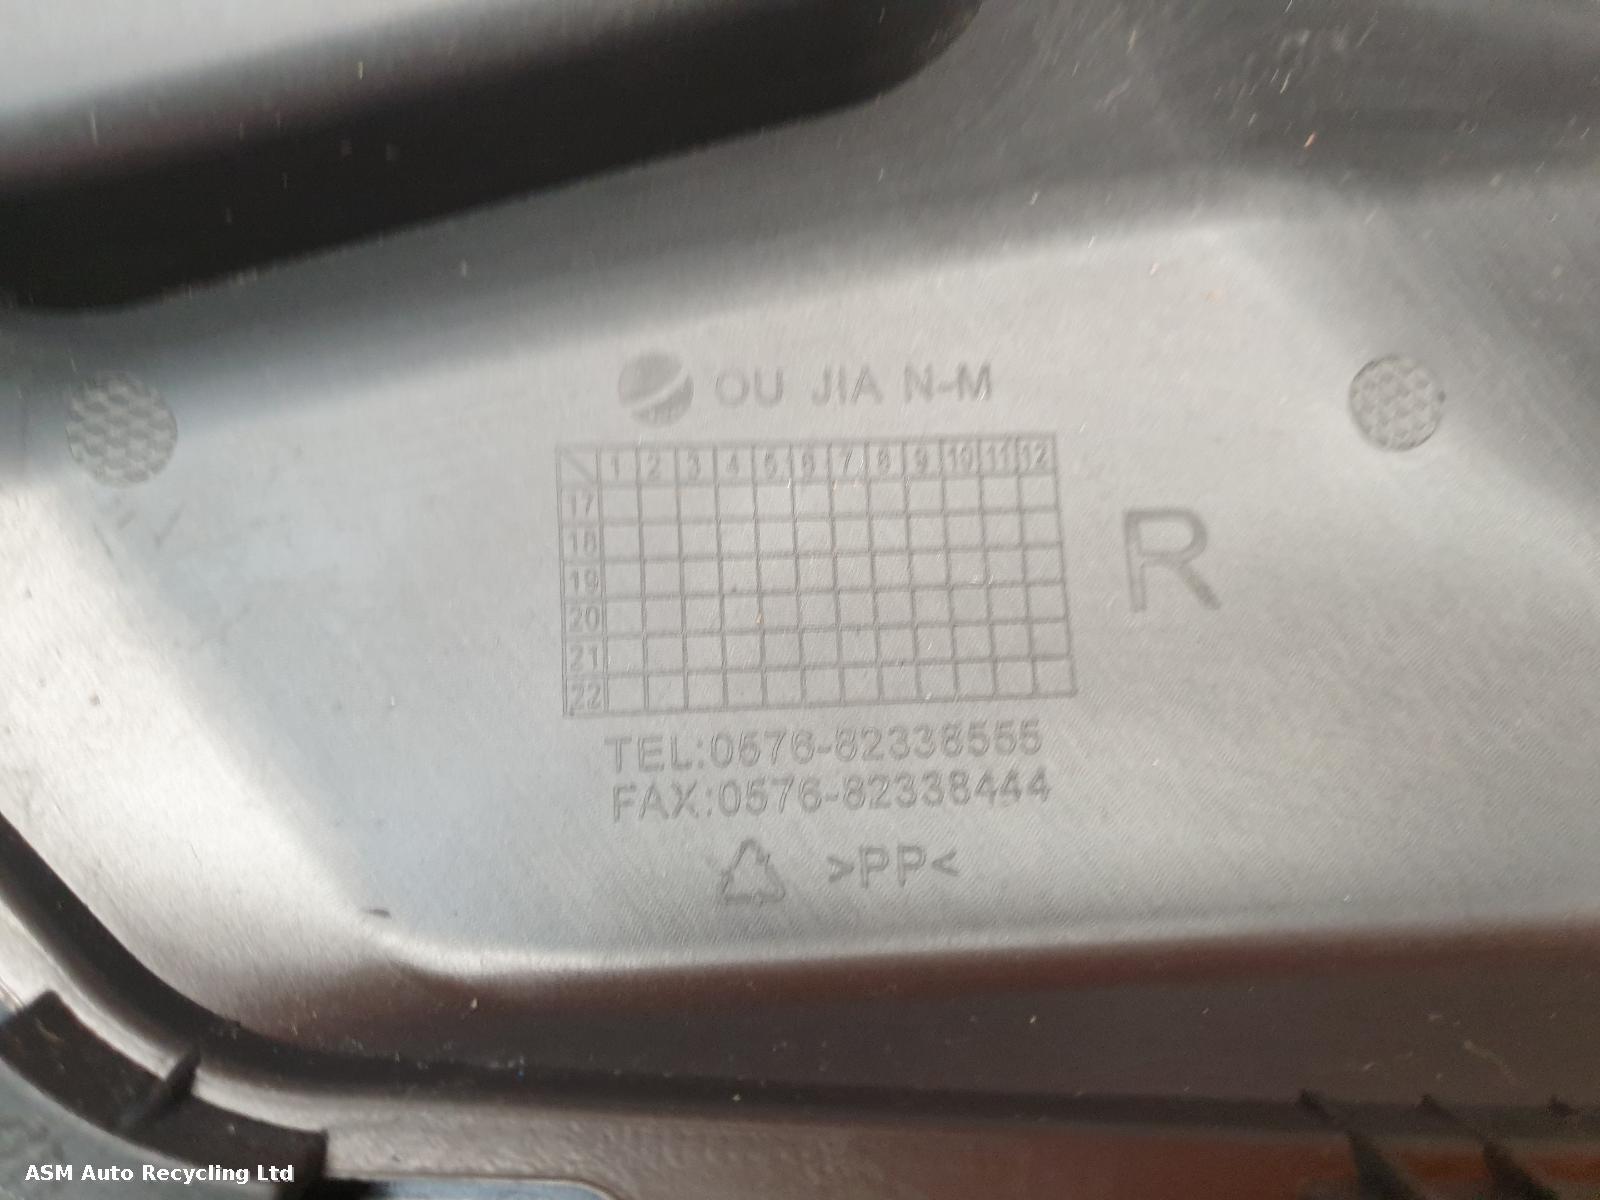 OU JIA N-M
1 2 3 4 5 6 7 8 9 10 11 12
17
18
19
20
21
22
R
TEL:0576-82338555
FAX:0576-82338444
>PP<
ASM Auto Recycling Ltd